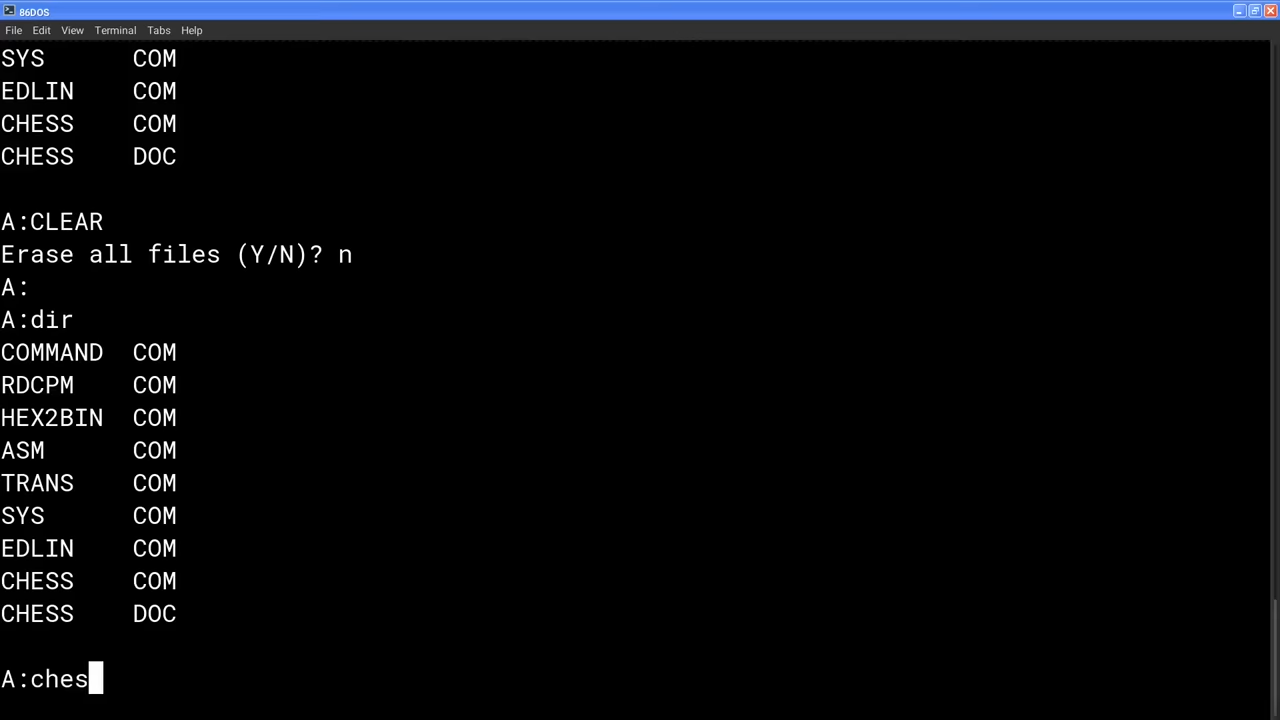 86DOS
File Edit View Terminal Tabs Help
SYS COM
EDLIN COM
CHESS COM
CHESS DOC
A:CLEAR
Erase all files (Y/N)? n
A:
A:dir
COMMAND COM
RDCPM COM
HEX2BIN COM
ASM COM
TRANS COM
SYS COM
EDLIN COM
CHESS COM
CHESS DOC
A:ches